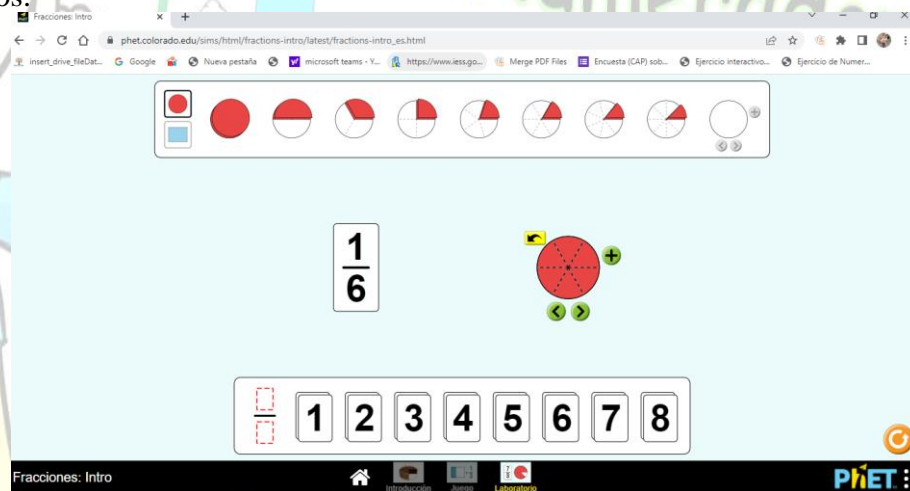 os.
Fracciones: Intro
phet.colorado.edu/sims/html/fractions-intro/latest/fractions-intro_es.html
insert_drive_fileDat... Google Nueva pestaña microsoft teams - Y... https://www.iess.go... Merge PDF Files Encuesta (CAP) sob... Ejercicio interactivo... Ejercicio de Numer...
1
6
1 2 3 4 5 6 7 8
Fracciones: Intro
Introducción Juego Laboratorio
PhET